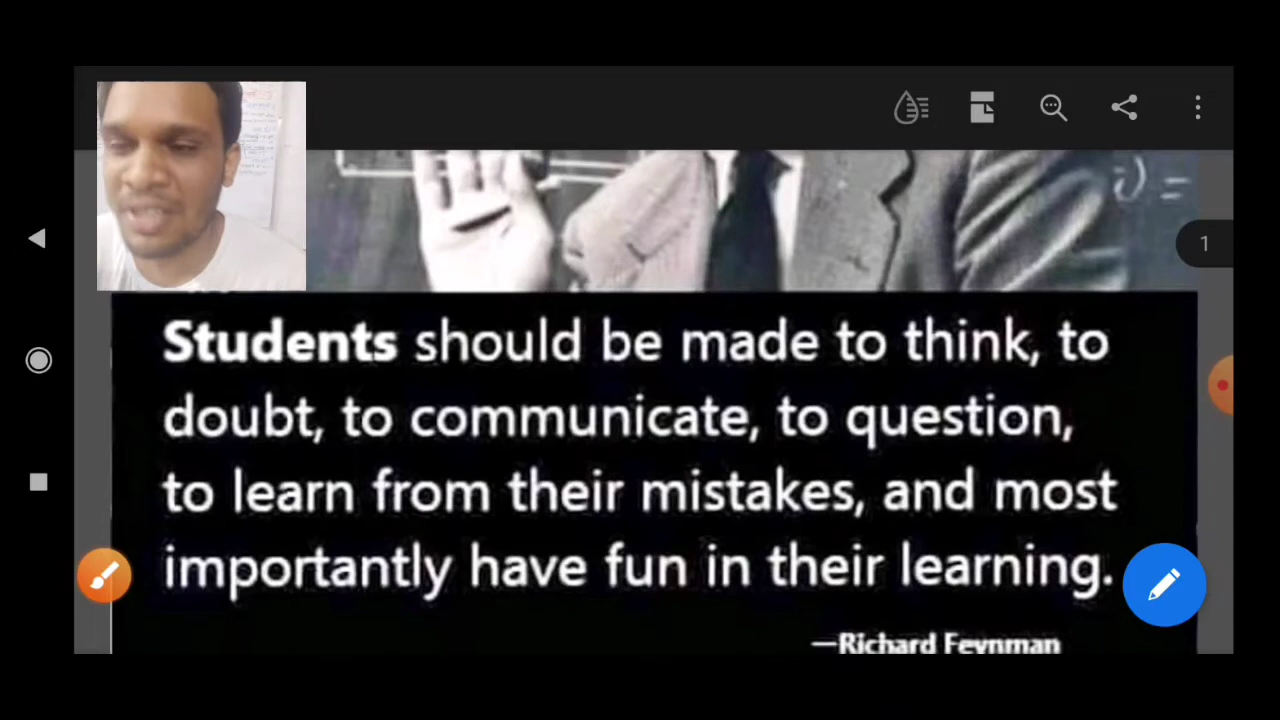 1
Students should be made to think, to
doubt, to communicate, to question,
to learn from their mistakes, and most
importantly have fun in their learning.
—Richard Feynman